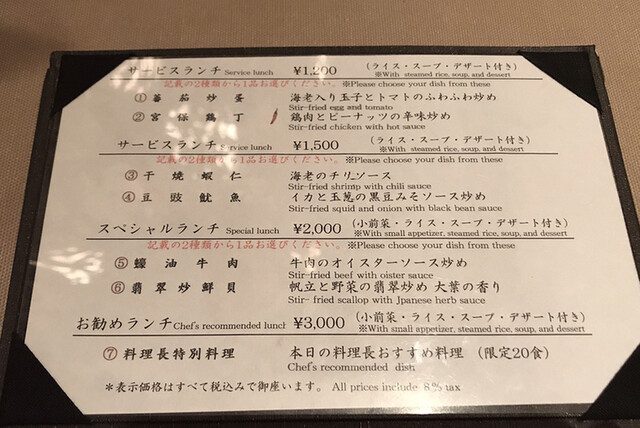 サービスランチ Service lunch ¥1,200 (ライス・スープ・デザート付き)
※With steamed rice, soup, and dessert
記載の2種類から1品お選びください。※Please choose your dish from these
① 蕃茄炒蛋 海老入り玉子とトマトのふわふわ炒め
Stir-fried egg and tomato
② 宮保鶏丁 鶏肉とピーナッツの辛味炒め
Stir-fried chicken with hot sauce
サービスランチ Service lunch ¥1,500 (ライス・スープ・デザート付き)
※With steamed rice, soup, and dessert
記載の2種類から1品お選びください。※Please choose your dish from these
③ 干焼蝦仁 海老のチリソース
Stir-fried shrimp with chili sauce
④ 豆豉魷魚 イカと玉葱の黒豆みそソース炒め
Stir-fried squid and onion with black bean sauce
スペシャルランチ Special lunch ¥2,000 (小前菜・ライス・スープ・デザート付き)
※With small appetizer, steamed rice, soup, and dessert
記載の2種類から1品お選びください。※Please choose your dish from these
⑤ 蠔油牛肉 牛肉のオイスターソース炒め
Stir-fried beef with oister sauce
⑥ 翡翠炒鮮貝 帆立と野菜の翡翠炒め 大葉の香り
Stir- fried scallop with Jpanese herb sauce
お勧めランチ Chef's recommended lunch ¥3,000 (小前菜・ライス・スープ・デザート付き)
※With small appetizer, steamed rice, soup, and dessert
⑦ 料理長特別料理 本日の料理長おすすめ料理 (限定20食)
Chef's recommended dish
*表示価格はすべて税込みで御座います。 All prices include 8% tax